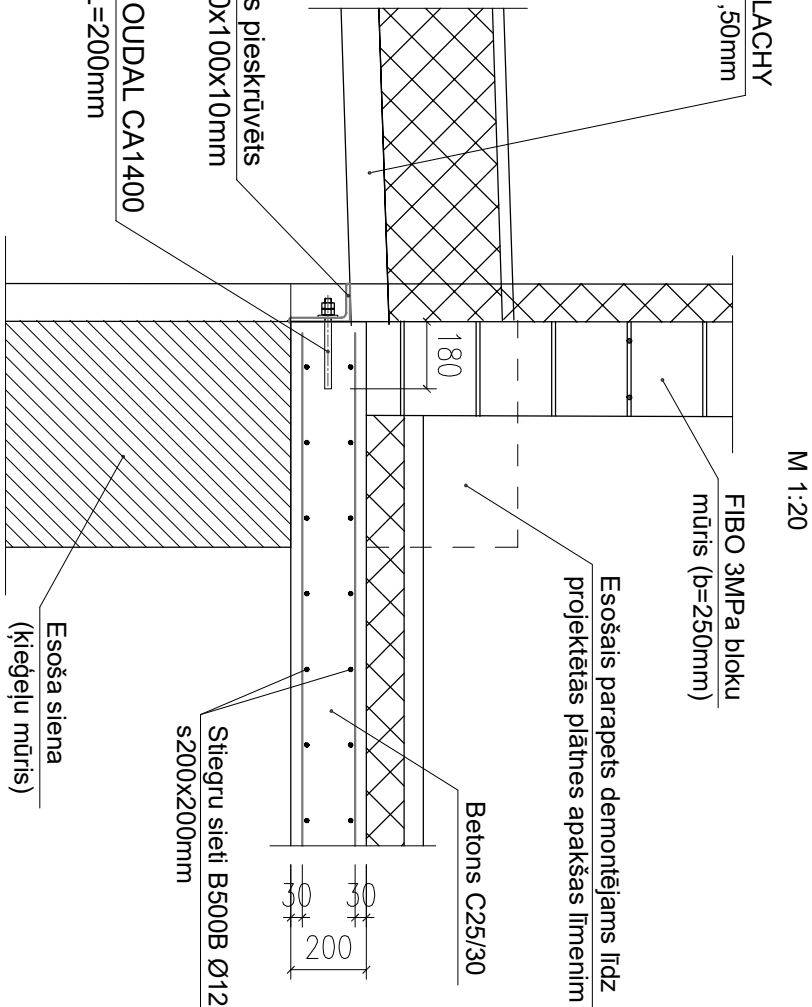 M 1:20
LACHY
,50mm
FIBO 3MPa bloku
mūris (b=250mm)
Esošais parapets demontējams līdz
projektētās plātnes apakšas līmenim
s pieskrūvēts
0x100x10mm
180
OUDAL CA1400
=200mm
Betons C25/30
30
30
200
Stiegru sieti B500B Ø12
s200x200mm
Esoša siena
(ķieģeļu mūris)